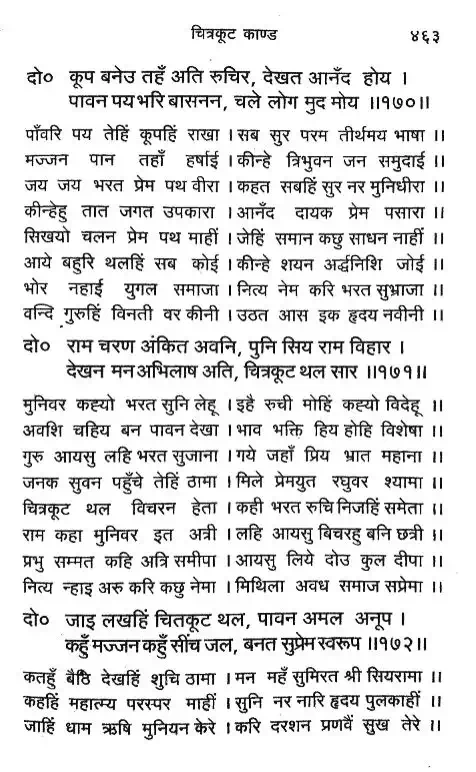 चित्रकूट काण्ड ४६३
दो० कूप बनेउ तहँ अति रुचिर, देखत आनँद होय ।
पावन पय भरि बासनन, चले लोग मुद मोय ॥१७०॥
पाँवरि पय तेहिं कूपहिं राखा । सब सुर परम तीर्थमय भाषा ॥
मज्जन पान तहाँ हर्षाई । कीन्हे त्रिभुवन जन समुदाई ॥
जय जय भरत प्रेम पथ वीरा । कहत सबहिं सुर नर मुनिधीरा ॥
कीन्हेहु तात जगत उपकारा । आनँद दायक प्रेम पसारा ॥
सिखयो चलन प्रेम पथ माहीं । जेहिं समान कछु साधन नाहीं ॥
आये बहुरि थलहिं सब कोई । कीन्हे शयन अर्द्धनिशि जोई ॥
भोर नहाई युगल समाजा । नित्य नेम करि भरत सुभ्राजा ॥
वन्दि गुरुहिं विनती वर कीनी । उठत आस इक हृदय नवीनी ॥
दो० राम चरण अंकित अवनि, पुनि सिय राम विहार ।
देखन मन अभिलाष अति, चित्रकूट थल सार ॥१७१॥
मुनिवर कह्यो भरत सुनि लेहू । इहै रुची मोहिं कह्यो विदेहू ॥
अवशि चहिय बन पावन देखा । भाव भक्ति हिय होहि विशेषा ॥
गुरु आयसु लहि भरत सुजाना । गये जहाँ प्रिय भ्रात महाना ॥
जनक सुवन पहुँचे तेहिं ठामा । मिले प्रेमयुत रघुवर श्यामा ॥
चित्रकूट थल विचरन हेता । कही भरत रुचि निजहिं समेता ॥
राम कहा मुनिवर इत अत्री । लहि आयसु बिचरहु बनि छत्री ॥
प्रभु सम्मत कहि अत्रि समीपा । आयसु लिये दोउ कुल दीपा ॥
नित्य न्हाइ अरु करि कछु नेमा । मिथिला अवध समाज सप्रेमा ॥
दो० जाइ लखहिं चितकूट थल, पावन अमल अनूप ।
कहुँ मज्जन कहुँ सींच जल, बनत सुप्रेम स्वरूप ॥१७२॥
कतहुँ बैठि देखहिं शुचि ठामा । मन महँ सुमिरत श्री सियरामा ॥
कहहिं महात्म्य परस्पर माहीं । सुनि नर नारि हृदय पुलकाहीं ॥
जाहिं धाम ऋषि मुनियन केरे । करि दरशन प्रणवैं सुख तेरे ॥